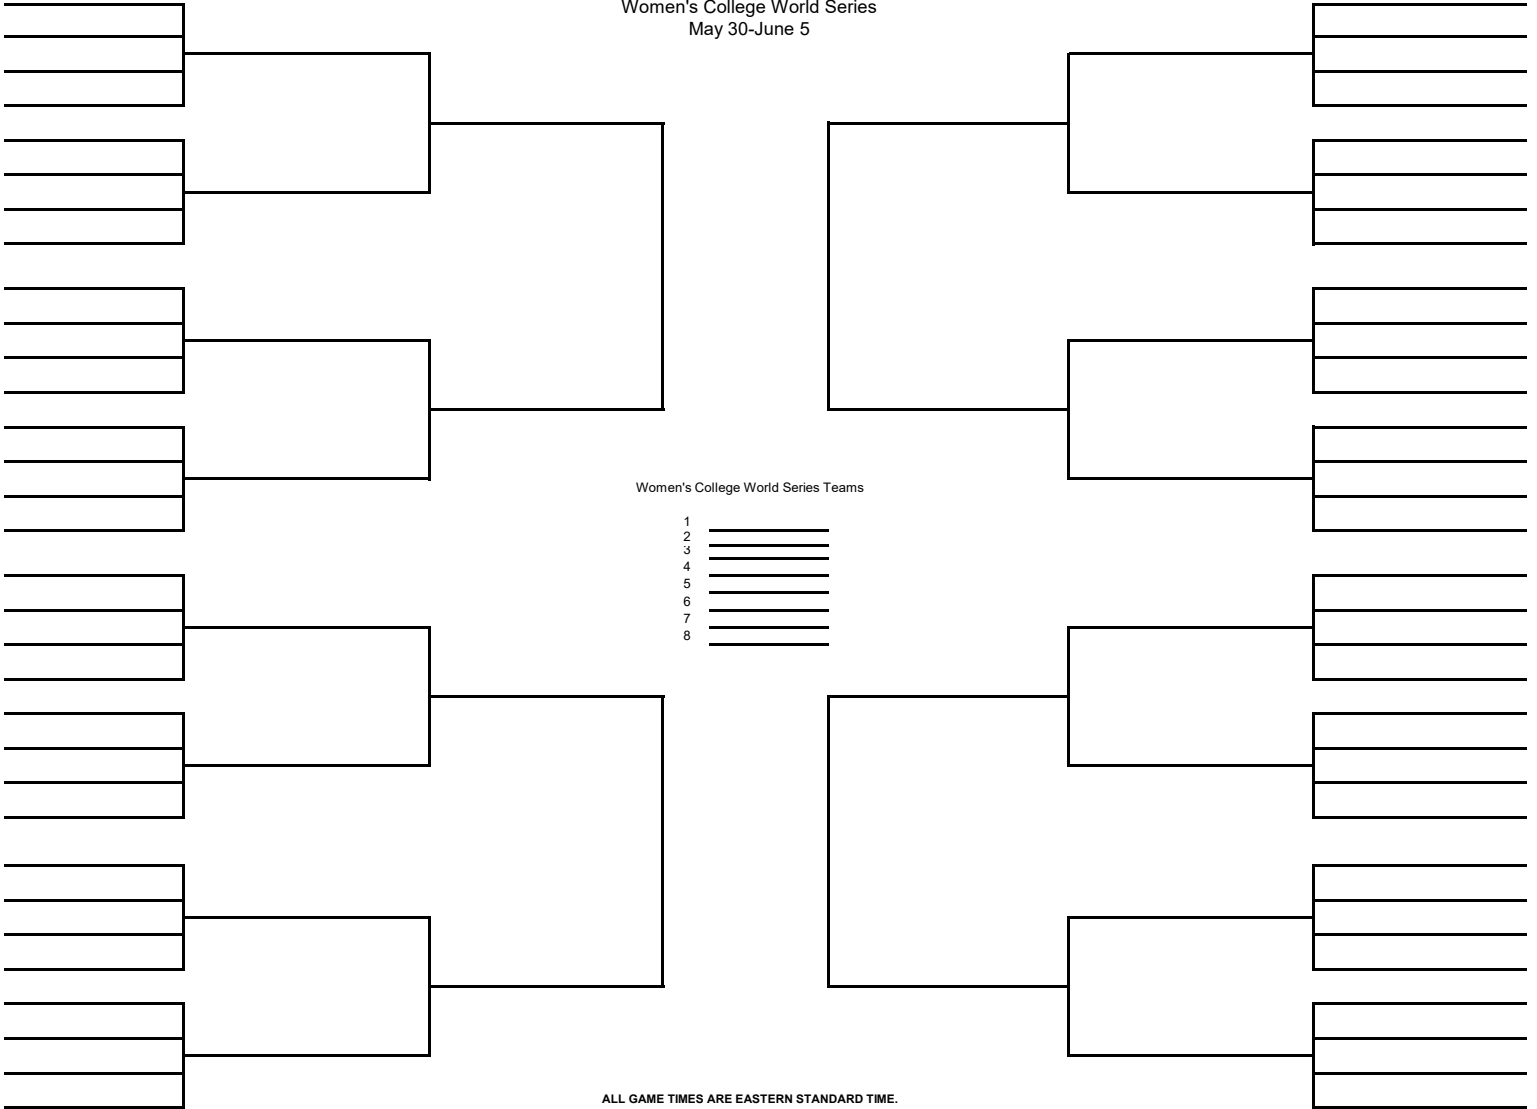 Women's College World Series
May 30-June 5
Women's College World Series Teams
1
2
3
4
5
6
7
8
ALL GAME TIMES ARE EASTERN STANDARD TIME.